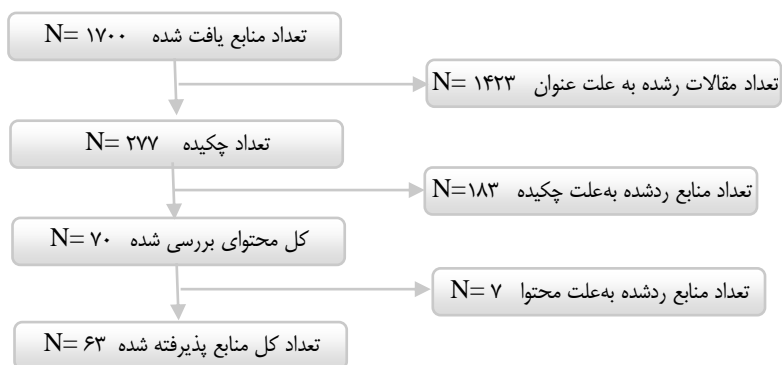 تعداد منابع یافت شده N= ۱۷۰۰
تعداد مقالات رشده به علت عنوان N= ۱۴۲۳
تعداد چکیده N= ۲۷۷
تعداد منابع ردشده به‌علت چکیده N=۱۸۳
کل محتوای بررسی شده N= ۷۰
تعداد منابع ردشده به‌علت محتوا N= ۷
تعداد کل منابع پذیرفته شده N= ۶۳